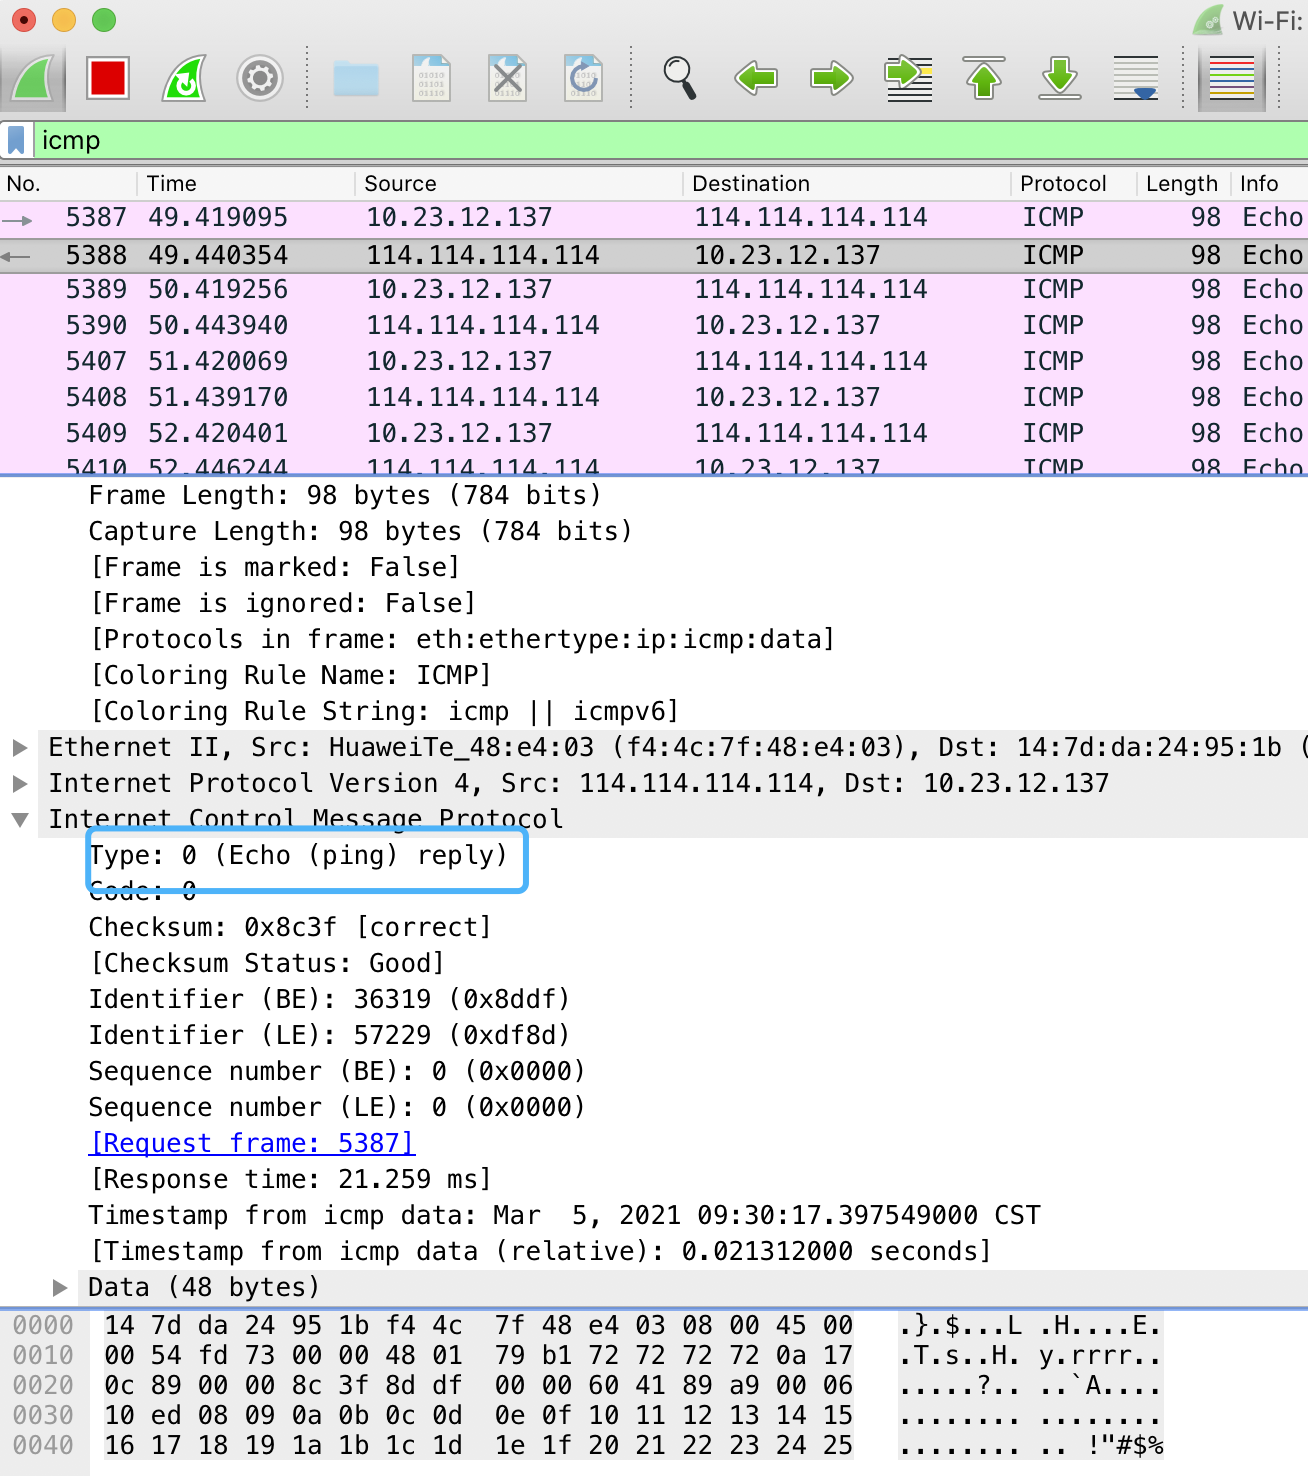 Wi-Fi:
icmp
No. Time Source Destination Protocol Length Info
5387 49.419095 10.23.12.137 114.114.114.114 ICMP 98 Echo
5388 49.440354 114.114.114.114 10.23.12.137 ICMP 98 Echo
5389 50.419256 10.23.12.137 114.114.114.114 ICMP 98 Echo
5390 50.443940 114.114.114.114 10.23.12.137 ICMP 98 Echo
5407 51.420069 10.23.12.137 114.114.114.114 ICMP 98 Echo
5408 51.439170 114.114.114.114 10.23.12.137 ICMP 98 Echo
5409 52.420401 10.23.12.137 114.114.114.114 ICMP 98 Echo
5410 52.446244 114.114.114.114 10.23.12.137 ICMP 98 Echo
Frame Length: 98 bytes (784 bits)
Capture Length: 98 bytes (784 bits)
[Frame is marked: False]
[Frame is ignored: False]
[Protocols in frame: eth:ethertype:ip:icmp:data]
[Coloring Rule Name: ICMP]
[Coloring Rule String: icmp || icmpv6]
Ethernet II, Src: HuaweiTe_48:e4:03 (f4:4c:7f:48:e4:03), Dst: 14:7d:da:24:95:1b (
Internet Protocol Version 4, Src: 114.114.114.114, Dst: 10.23.12.137
Internet Control Message Protocol
Type: 0 (Echo (ping) reply)
Code: 0
Checksum: 0x8c3f [correct]
[Checksum Status: Good]
Identifier (BE): 36319 (0x8ddf)
Identifier (LE): 57229 (0xdf8d)
Sequence number (BE): 0 (0x0000)
Sequence number (LE): 0 (0x0000)
[Request frame: 5387]
[Response time: 21.259 ms]
Timestamp from icmp data: Mar  5, 2021 09:30:17.397549000 CST
[Timestamp from icmp data (relative): 0.021312000 seconds]
Data (48 bytes)
0000 14 7d da 24 95 1b f4 4c 7f 48 e4 03 08 00 45 00 .}.$...L .H....E.
0010 00 54 fd 73 00 00 48 01 79 b1 72 72 72 72 0a 17 .T.s..H. y.rrrr..
0020 0c 89 00 00 8c 3f 8d df 00 00 60 41 89 a9 00 06 .....?.. ..`A....
0030 10 ed 08 09 0a 0b 0c 0d 0e 0f 10 11 12 13 14 15 ........ ........
0040 16 17 18 19 1a 1b 1c 1d 1e 1f 20 21 22 23 24 25 ........ .. !"#$%